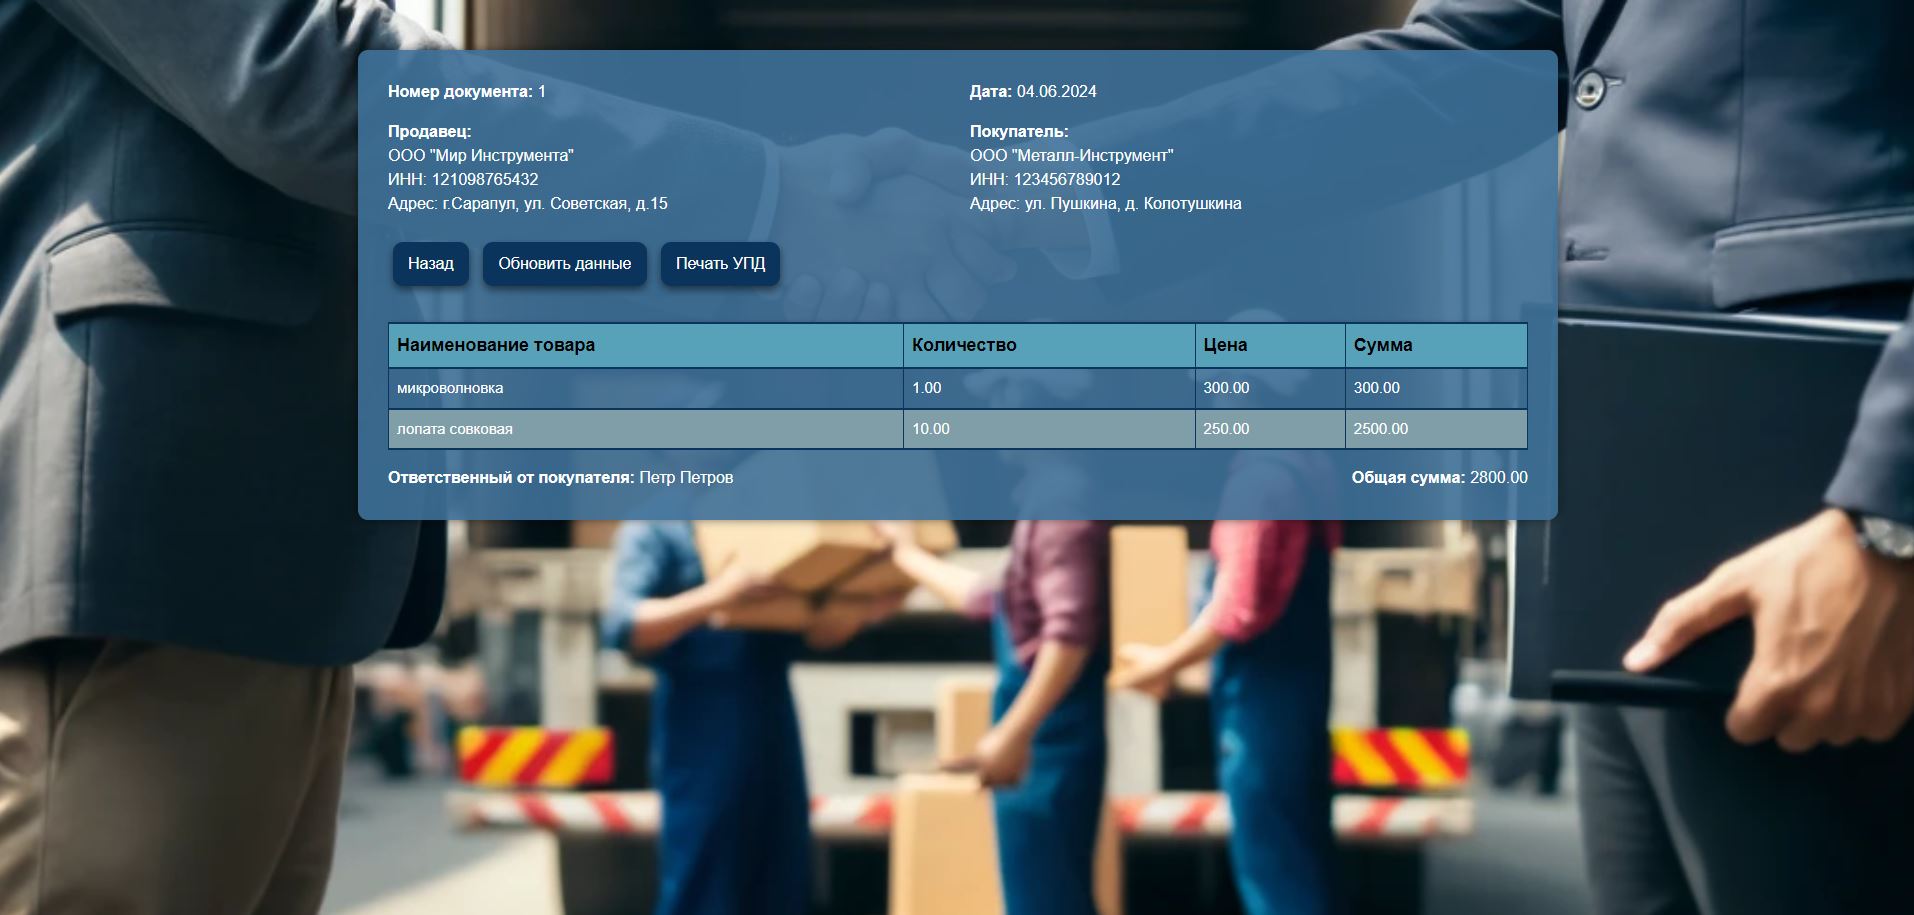 Номер документа: 1
Дата: 04.06.2024
Продавец:
ООО "Мир Инструмента"
ИНН: 121098765432
Адрес: г.Сарапул, ул. Советская, д.15
Покупатель:
ООО "Металл-Инструмент"
ИНН: 123456789012
Адрес: ул. Пушкина, д. Колотушкина
Назад Обновить данные Печать УПД
Наименование товара Количество Цена Сумма
микроволновка 1.00 300.00 300.00
лопата совковая 10.00 250.00 2500.00
Ответственный от покупателя: Петр Петров
Общая сумма: 2800.00